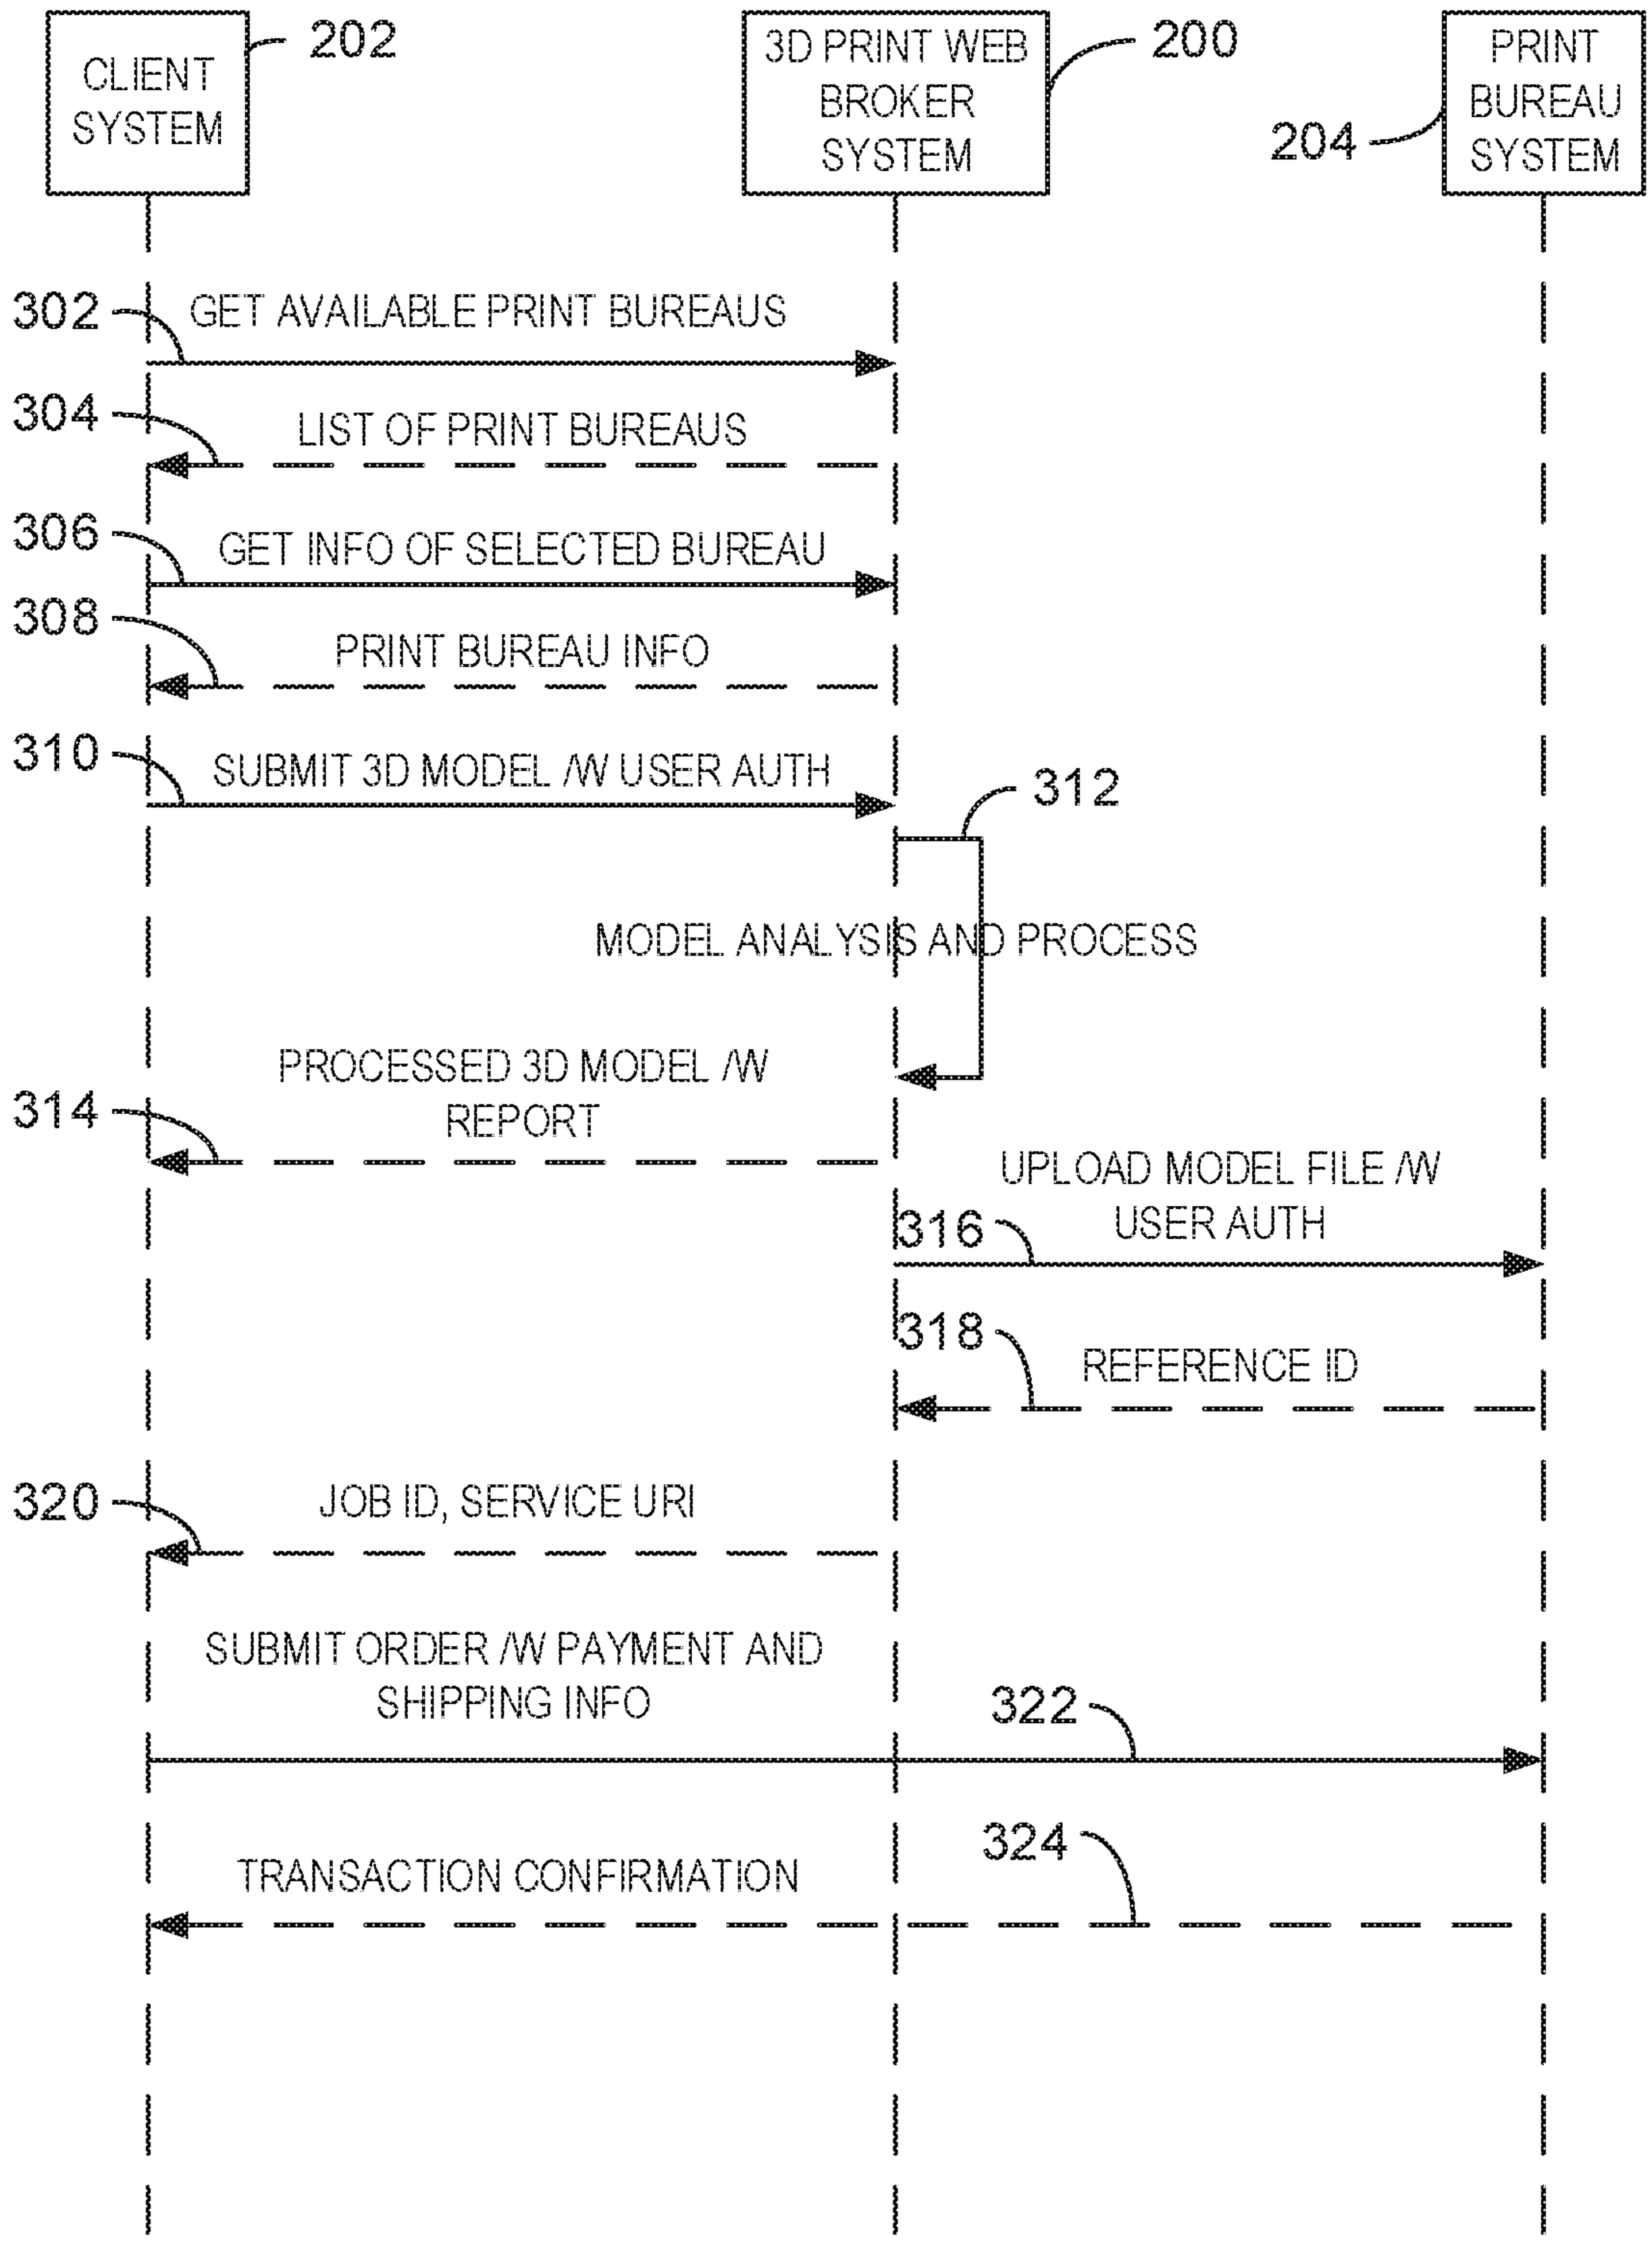 CLIENT
SYSTEM
202
3D PRINT WEB
BROKER
SYSTEM
200
PRINT
BUREAU
SYSTEM
204
302
GET AVAILABLE PRINT BUREAUS
304
LIST OF PRINT BUREAUS
306
GET INFO OF SELECTED BUREAU
308
PRINT BUREAU INFO
310
SUBMIT 3D MODEL /W USER AUTH
312
MODEL ANALYSIS AND PROCESS
PROCESSED 3D MODEL /W
REPORT
314
UPLOAD MODEL FILE /W
USER AUTH
316
318
REFERENCE ID
320
JOB ID, SERVICE URI
SUBMIT ORDER /W PAYMENT AND
SHIPPING INFO
322
324
TRANSACTION CONFIRMATION